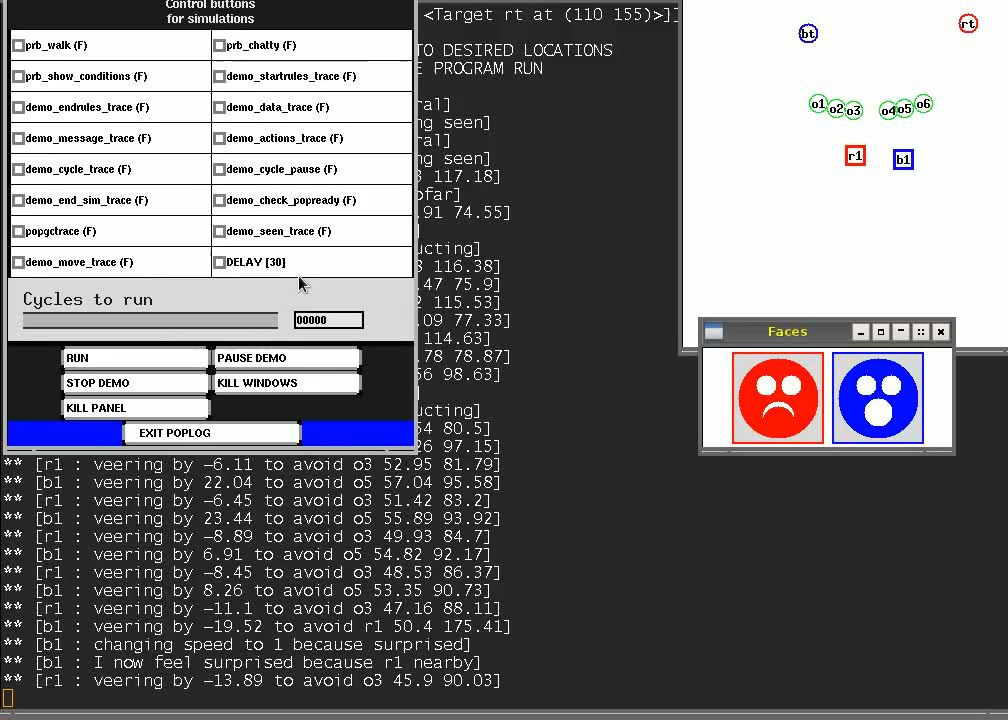 Control buttons
for simulations
prb_walk (F)
prb_chatty (F)
prb_show_conditions (F)
demo_startrules_trace (F)
demo_endrules_trace (F)
demo_data_trace (F)
demo_message_trace (F)
demo_actions_trace (F)
demo_cycle_trace (F)
demo_cycle_pause (F)
demo_end_sim_trace (F)
demo_check_popready (F)
popgctrace (F)
demo_seen_trace (F)
demo_move_trace (F)
DELAY [30]
Cycles to run
00000
RUN
PAUSE DEMO
STOP DEMO
KILL WINDOWS
KILL PANEL
EXIT POPLOG
<Target rt at (110 155)>]]
TO DESIRED LOCATIONS
E PROGRAM RUN
ral]
ng seen]
ral]
ng seen]
117.18]
ofar]
.91 74.55]
ucting]
116.38]
.47 75.9]
115.53]
.09 77.33]
114.63]
.78 78.87]
56 98.63]
ucting]
54 80.5]
26 97.15]
** [r1 : veering by -6.11 to avoid o3 52.95 81.79]
** [b1 : veering by 22.04 to avoid o5 57.04 95.58]
** [r1 : veering by -6.45 to avoid o3 51.42 83.2]
** [b1 : veering by 23.44 to avoid o5 55.89 93.92]
** [r1 : veering by -8.89 to avoid o3 49.93 84.7]
** [b1 : veering by 6.91 to avoid o5 54.82 92.17]
** [r1 : veering by -8.45 to avoid o3 48.53 86.37]
** [b1 : veering by 8.26 to avoid o5 53.35 90.73]
** [r1 : veering by -11.1 to avoid o3 47.16 88.11]
** [b1 : veering by -19.52 to avoid r1 50.4 175.41]
** [b1 : changing speed to 1 because surprised]
** [b1 : I now feel surprised because r1 nearby]
** [r1 : veering by -13.89 to avoid o3 45.9 90.03]
bt
rt
o1 o2 o3 o4 o5 o6
r1
b1
Faces